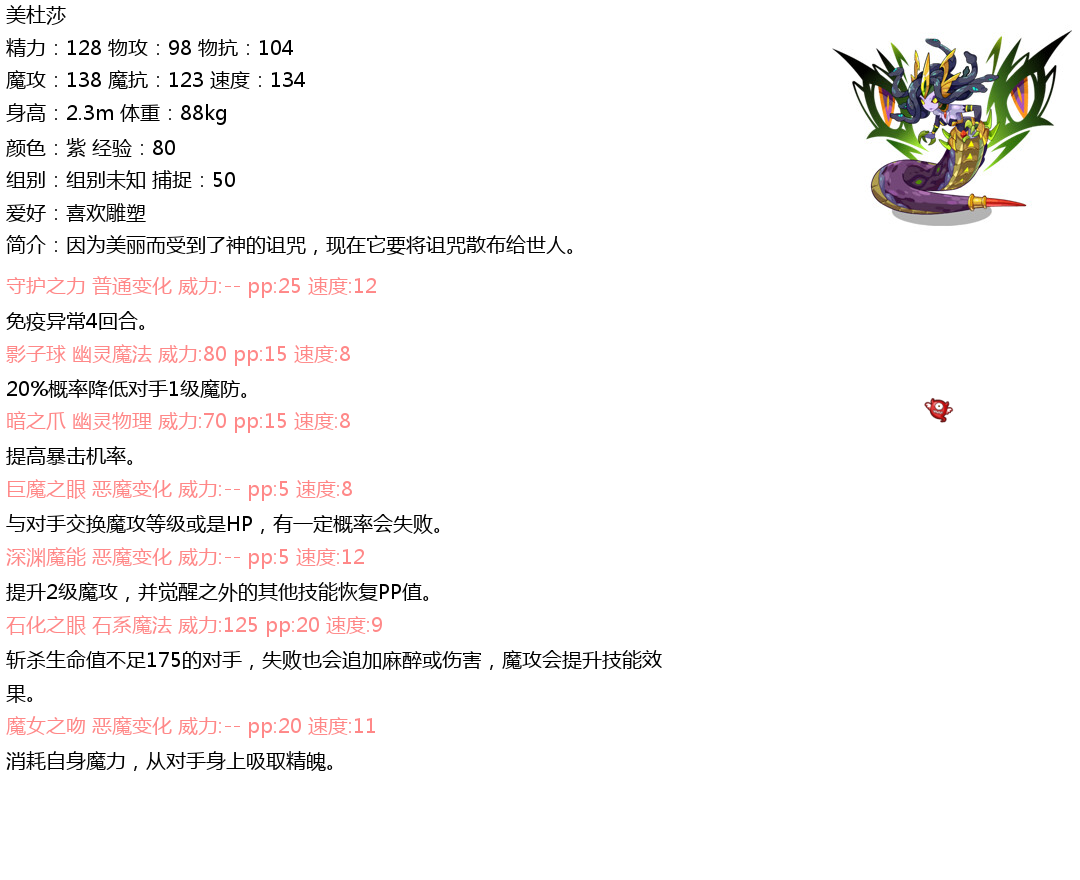 美杜莎
精力：128 物攻：98 物抗：104
魔攻：138 魔抗：123 速度：134
身高：2.3m 体重：88kg
颜色：紫 经验：80
组别：组别未知 捕捉：50
爱好：喜欢雕塑
简介：因为美丽而受到了神的诅咒，现在它要将诅咒散布给世人。
守护之力 普通变化 威力:-- pp:25 速度:12
免疫异常4回合。
影子球 幽灵魔法 威力:80 pp:15 速度:8
20%概率降低对手1级魔防。
暗之爪 幽灵物理 威力:70 pp:15 速度:8
提高暴击机率。
巨魔之眼 恶魔变化 威力:-- pp:5 速度:8
与对手交换魔攻等级或是HP，有一定概率会失败。
深渊魔能 恶魔变化 威力:-- pp:5 速度:12
提升2级魔攻，并觉醒之外的其他技能恢复PP值。
石化之眼 石系魔法 威力:125 pp:20 速度:9
斩杀生命值不足175的对手，失败也会追加麻醉或伤害，魔攻会提升技能效
果。
魔女之吻 恶魔变化 威力:-- pp:20 速度:11
消耗自身魔力，从对手身上吸取精魄。